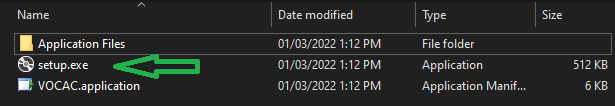 Name Date modified Type Size
Application Files 01/03/2022 1:12 PM File folder
setup.exe 01/03/2022 1:12 PM Application 512 KB
VOCAC.application 01/03/2022 1:12 PM Application Manif... 6 KB